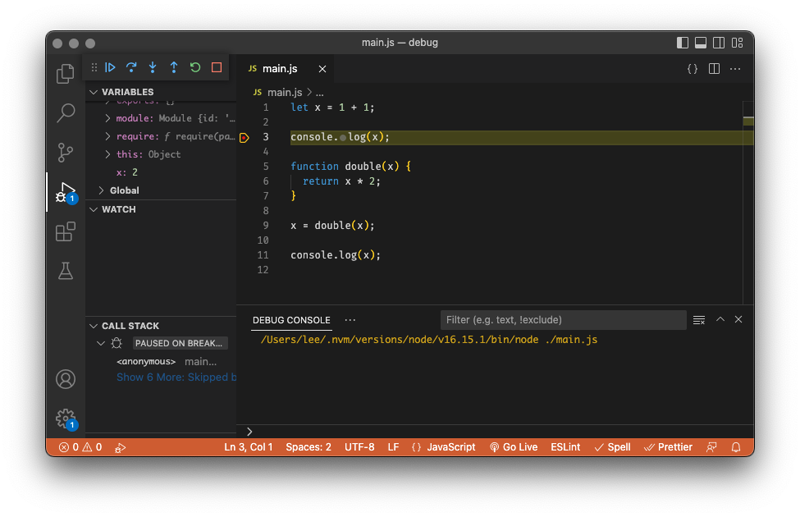 main.js — debug
VARIABLES
exports: {}
module: Module {id: '…
require: ƒ require(pa…
this: Object
x: 2
Global
WATCH
CALL STACK
PAUSED ON BREAK…
<anonymous> main…
Show 6 More: Skipped b
1
1
JS main.js
{ }
JS main.js > ...
1 let x = 1 + 1;
2
3 console.log(x);
4
5 function double(x) {
6 return x * 2;
7 }
8
9 x = double(x);
10
11 console.log(x);
12
DEBUG CONSOLE
Filter (e.g. text, !exclude)
/Users/lee/.nvm/versions/node/v16.15.1/bin/node ./main.js
0 0 Ln 3, Col 1 Spaces: 2 UTF-8 LF { } JavaScript Go Live ESLint Spell Prettier